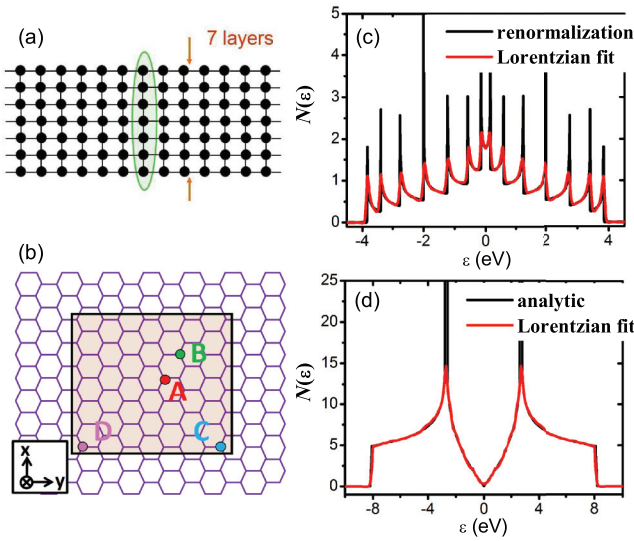 (a)
7 layers
(b)
B
A
D
C
x
y
(c)
renormalization
Lorentzian fit
N(ε)
5
4
3
2
1
0
-4 -2 0 2 4
ε (eV)
(d)
analytic
Lorentzian fit
N(ε)
25
20
15
10
5
0
-8 -4 0 4 8
ε (eV)